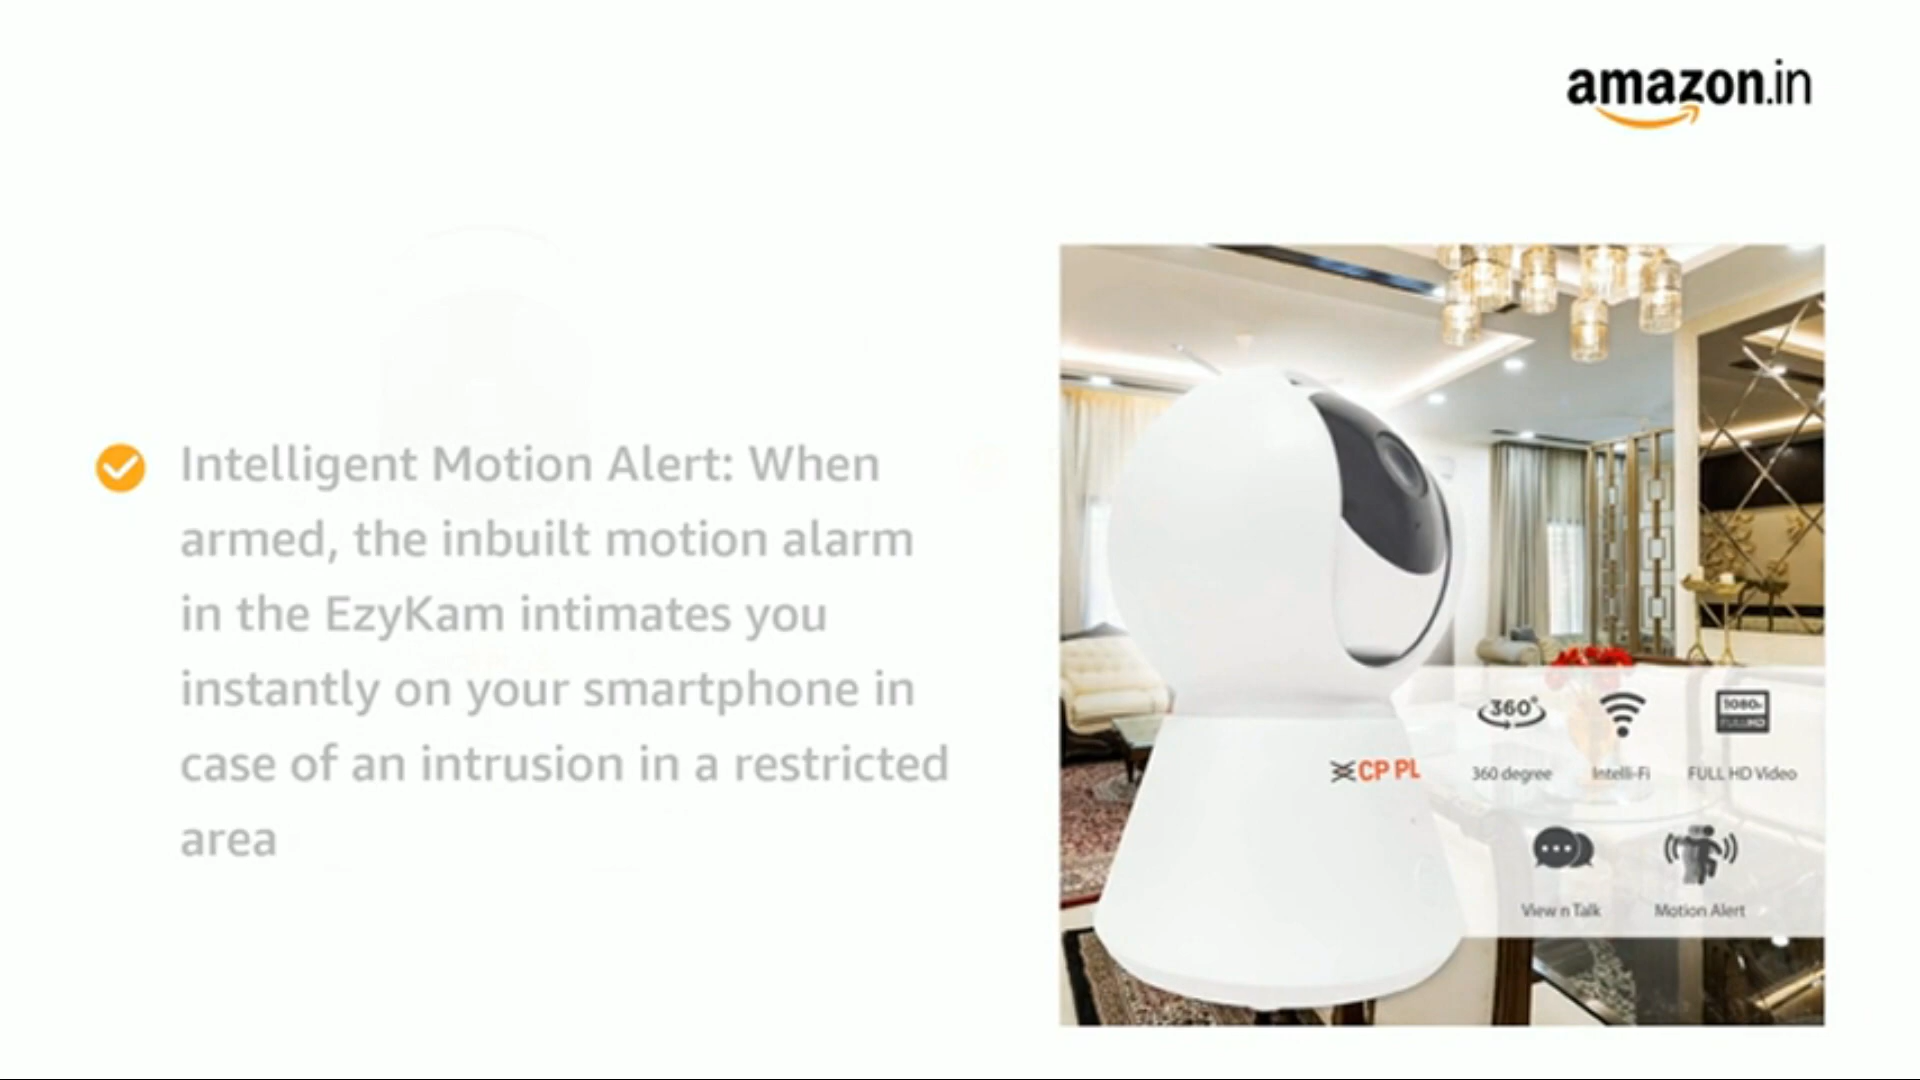 amazon.in
Intelligent Motion Alert: When
armed, the inbuilt motion alarm
in the EzyKam intimates you
instantly on your smartphone in
case of an intrusion in a restricted
area
CP PL
360°
1080p
FULL HD
360 degree
Intelli-Fi
FULL HD Video
View n Talk
Motion Alert